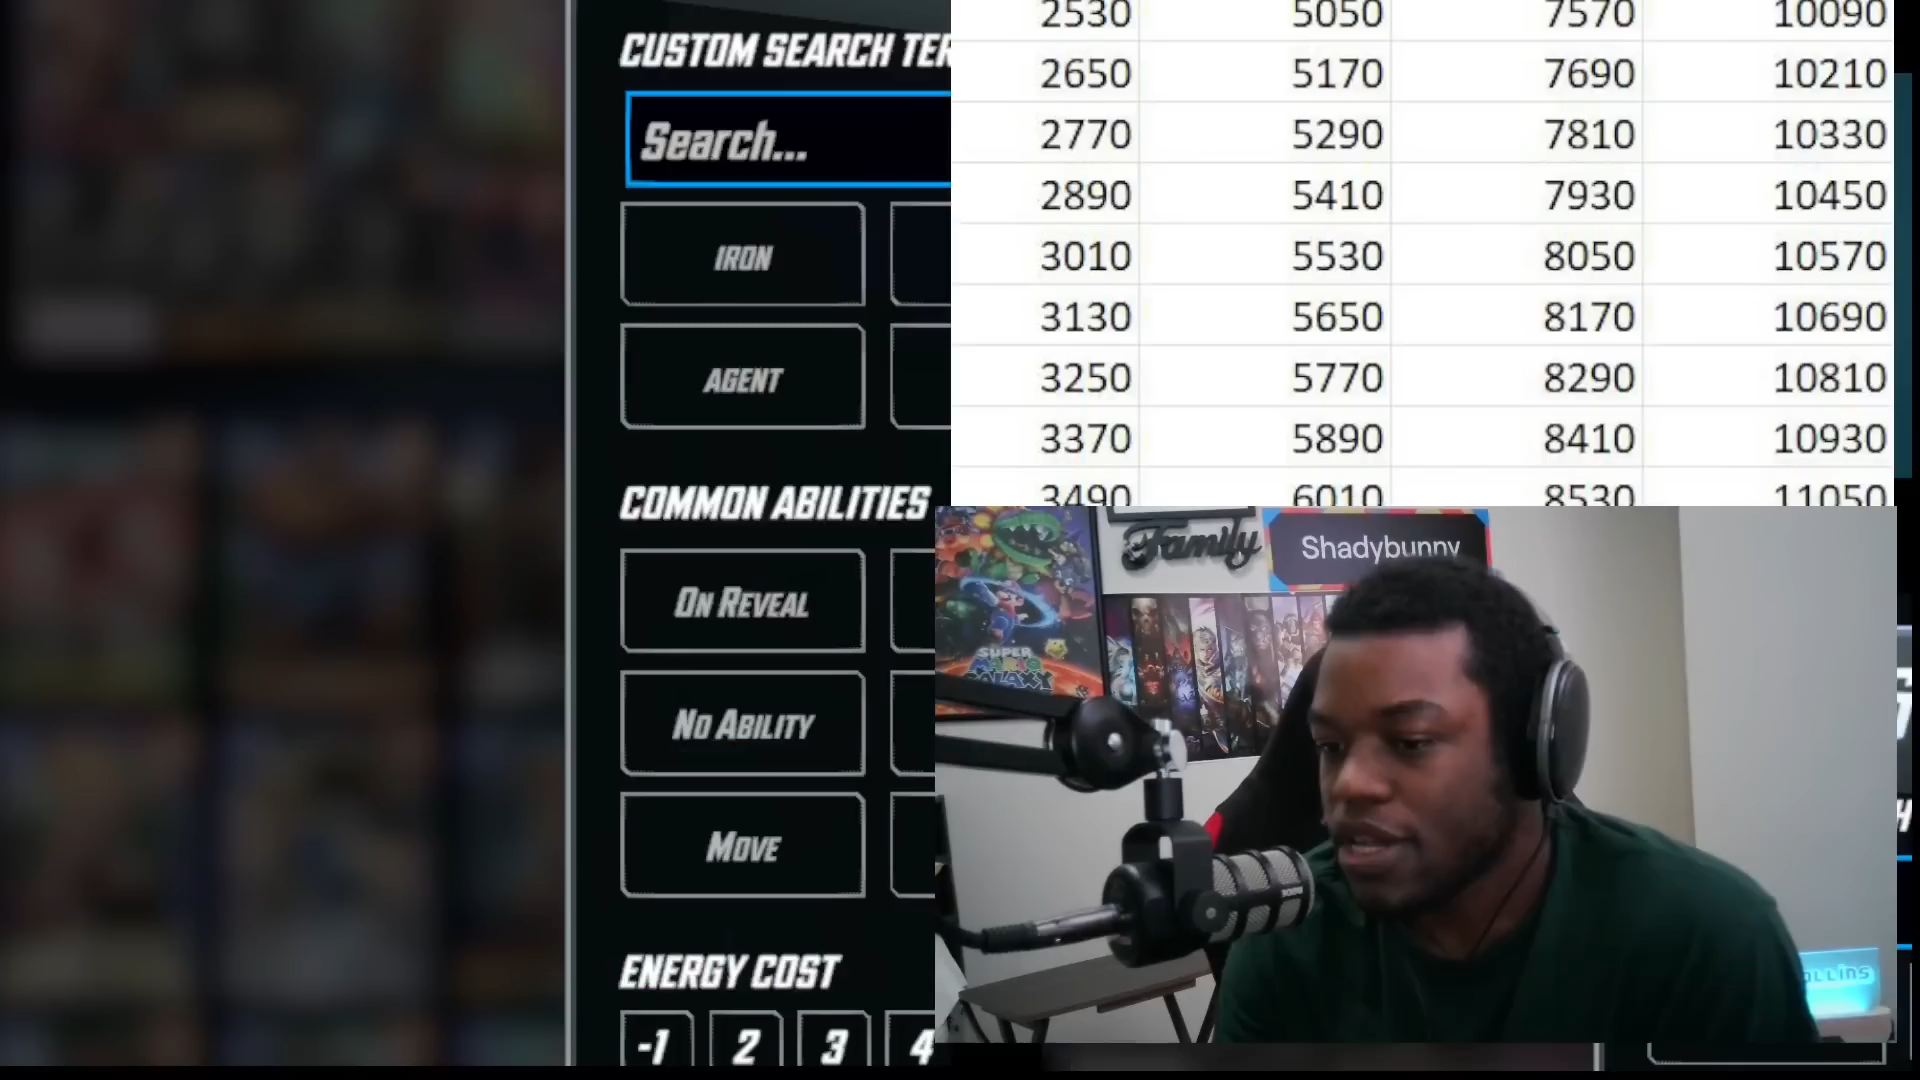 CUSTOM SEARCH TER
Search...
IRON
AGENT
COMMON ABILITIES
ON REVEAL
NO ABILITY
MOVE
ENERGY COST
-1 2 3 4
2530 5050 7570 10090
2650 5170 7690 10210
2770 5290 7810 10330
2890 5410 7930 10450
3010 5530 8050 10570
3130 5650 8170 10690
3250 5770 8290 10810
3370 5890 8410 10930
3490 6010 8530 11050
Family
Shadybunny
SUPER
MARIO
GALAXY
OLLINS